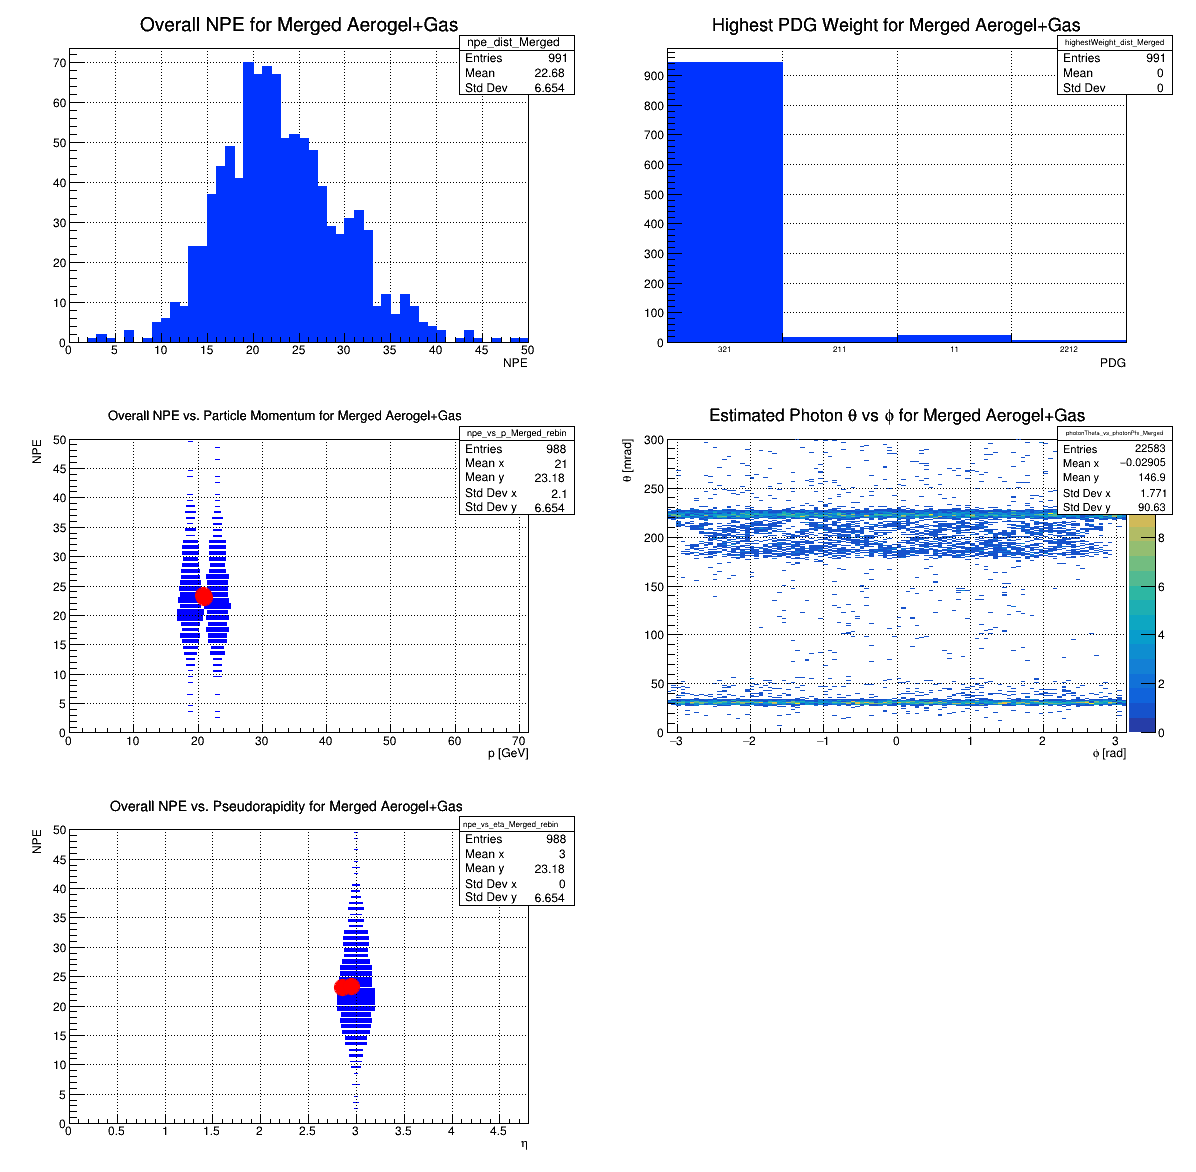 Overall NPE for Merged Aerogel+Gas
npe_dist_Merged
Entries 991
Mean 22.68
Std Dev 6.654
70
60
50
40
30
20
10
0
0 5 10 15 20 25 30 35 40 45 50
NPE
Highest PDG Weight for Merged Aerogel+Gas
highestWeight_dist_Merged
Entries 991
Mean 0
Std Dev 0
900
800
700
600
500
400
300
200
100
0
321 211 11 2212
PDG
Overall NPE vs. Particle Momentum for Merged Aerogel+Gas
npe_vs_p_Merged_rebin
Entries 988
Mean x 21
Mean y 23.18
Std Dev x 2.1
Std Dev y 6.654
NPE
50
45
40
35
30
25
20
15
10
5
0
0 10 20 30 40 50 60 70
p [GeV]
Estimated Photon θ vs ϕ for Merged Aerogel+Gas
photonTheta_vs_photonPhi_Merged
Entries 22583
Mean x −0.02905
Mean y 146.9
Std Dev x 1.771
Std Dev y 90.63
θ [mrad]
300
250
200
150
100
50
0
−3 −2 −1 0 1 2 3
ϕ [rad]
8
6
4
2
0
Overall NPE vs. Pseudorapidity for Merged Aerogel+Gas
npe_vs_eta_Merged_rebin
Entries 988
Mean x 3
Mean y 23.18
Std Dev x 0
Std Dev y 6.654
NPE
50
45
40
35
30
25
20
15
10
5
0
0 0.5 1 1.5 2 2.5 3 3.5 4 4.5
η